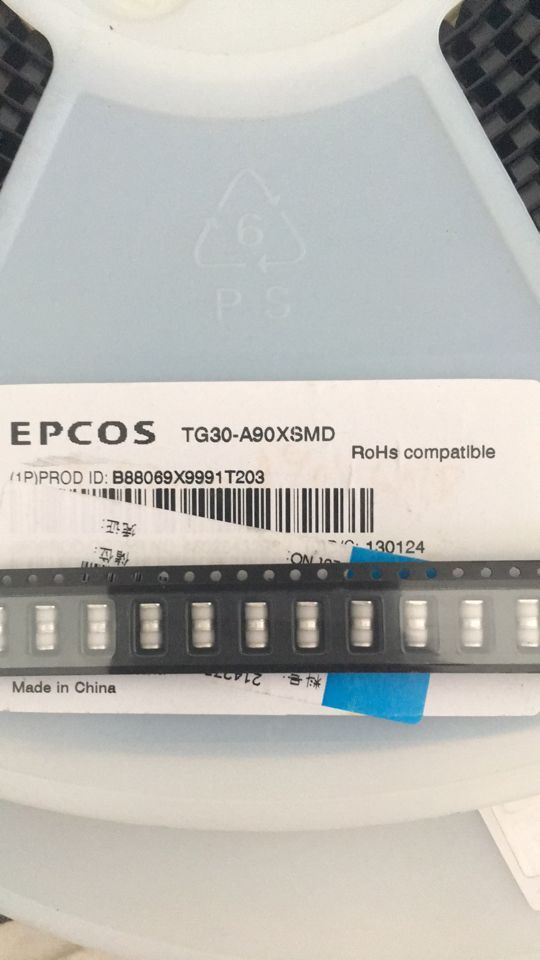 6
PS
EPCOS TG30-A90XSMD
RoHs compatible
(1P)PROD ID: B88069X9991T203
130124
Made in China